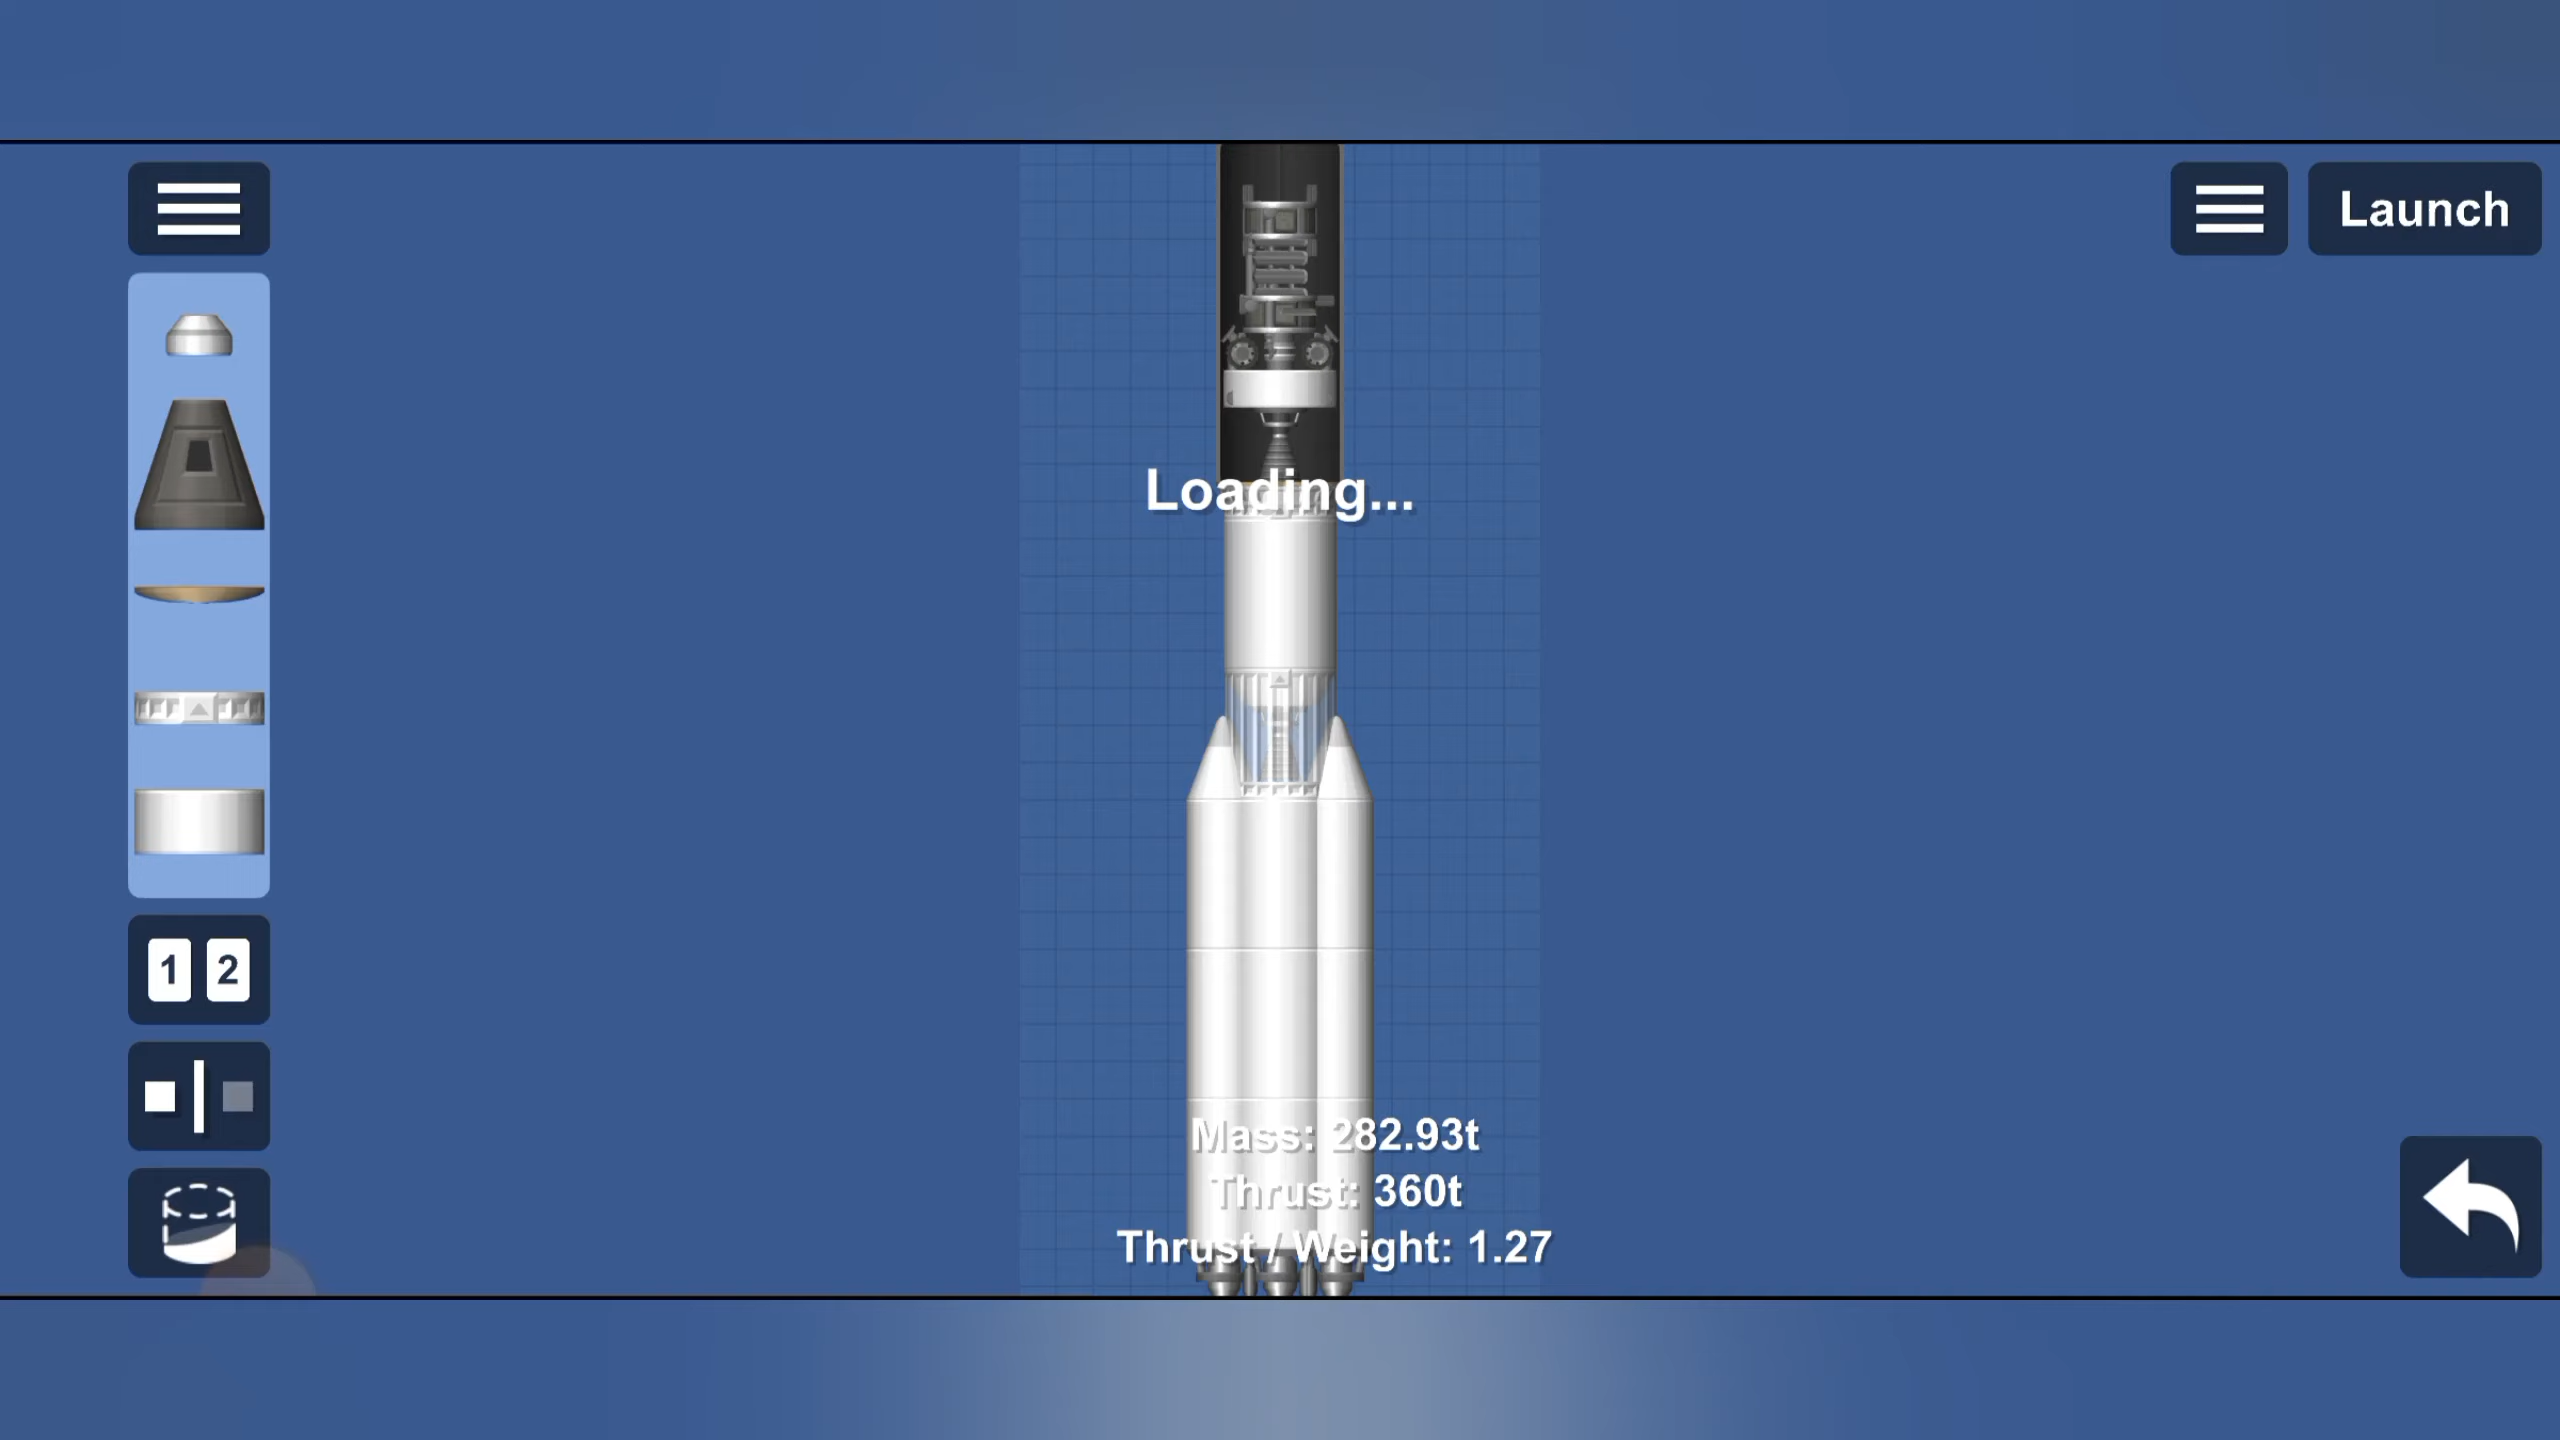 Launch
Loading...
1 2
Mass: 282.93t
Thrust: 360t
Thrust / Weight: 1.27